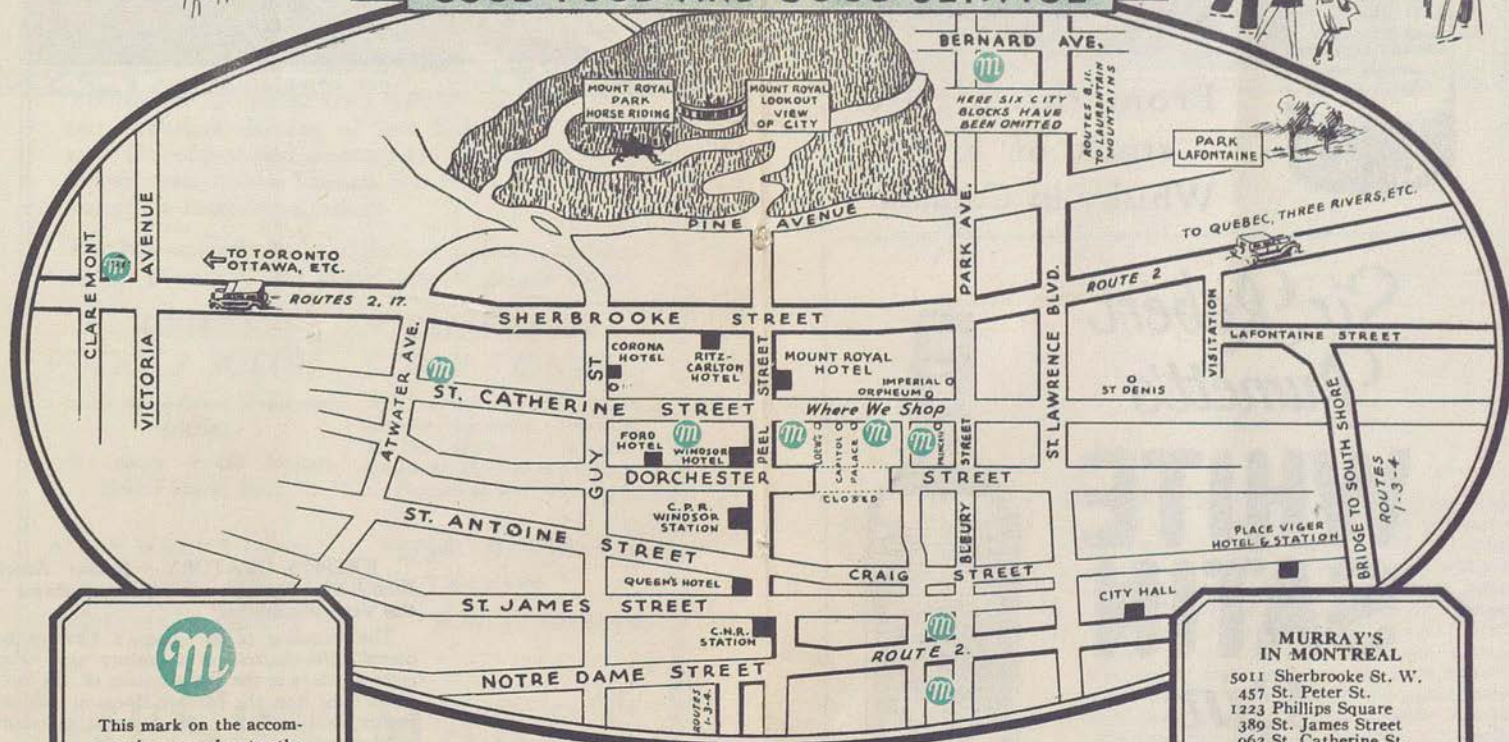 GOOD FOOD AND GOOD SERVICE
BERNARD AVE.
M
HERE SIX CITY
BLOCKS HAVE
BEEN OMITTED
ROUTES 8. 11.
TO LAURENTAIN
MOUNTAINS
MOUNT ROYAL
PARK
HORSE RIDING
MOUNT ROYAL
LOOKOUT
VIEW
OF CITY
PARK
LAFONTAINE
PINE AVENUE
PARK AVE.
TO QUEBEC, THREE RIVERS, ETC.
ROUTE 2
CLAREMONT
M
VICTORIA AVENUE
TO TORONTO
OTTAWA, ETC.
ROUTES 2, 17.
SHERBROOKE STREET
ST. LAWRENCE BLVD.
VISITATION
LAFONTAINE STREET
ATWATER AVE.
M
CORONA
HOTEL
RITZ-
CARLTON
HOTEL
PEEL STREET
MOUNT ROYAL
HOTEL
IMPERIAL
ORPHEUM
ST DENIS
GUY ST
ST. CATHERINE STREET
Where We Shop
FORD
HOTEL
M
WINDSOR
HOTEL
M
LOEW'S
CAPITOL
PALACE
M
M
PRINCESS
BLEURY STREET
DORCHESTER STREET
CLOSED
BRIDGE TO SOUTH SHORE
ROUTES
1-3-4.
C.P.R.
WINDSOR
STATION
ST. ANTOINE STREET
PLACE VIGER
HOTEL & STATION
CRAIG STREET
QUEEN'S HOTEL
ST. JAMES STREET
CITY HALL
C.N.R.
STATION
M
ROUTE 2.
NOTRE DAME STREET
M
ROUTES
1-3-4.
M
This mark on the accom-
MURRAY'S
IN MONTREAL
5011 Sherbrooke St. W.
457 St. Peter St.
1223 Phillips Square
389 St. James Street
962 St. Catherine St.